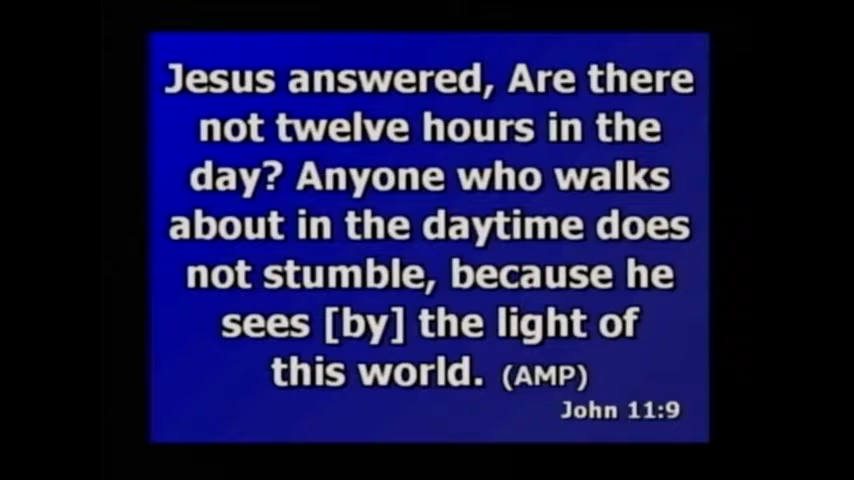 Jesus answered, Are there
not twelve hours in the
day? Anyone who walks
about in the daytime does
not stumble, because he
sees [by] the light of
this world. (AMP)
John 11:9